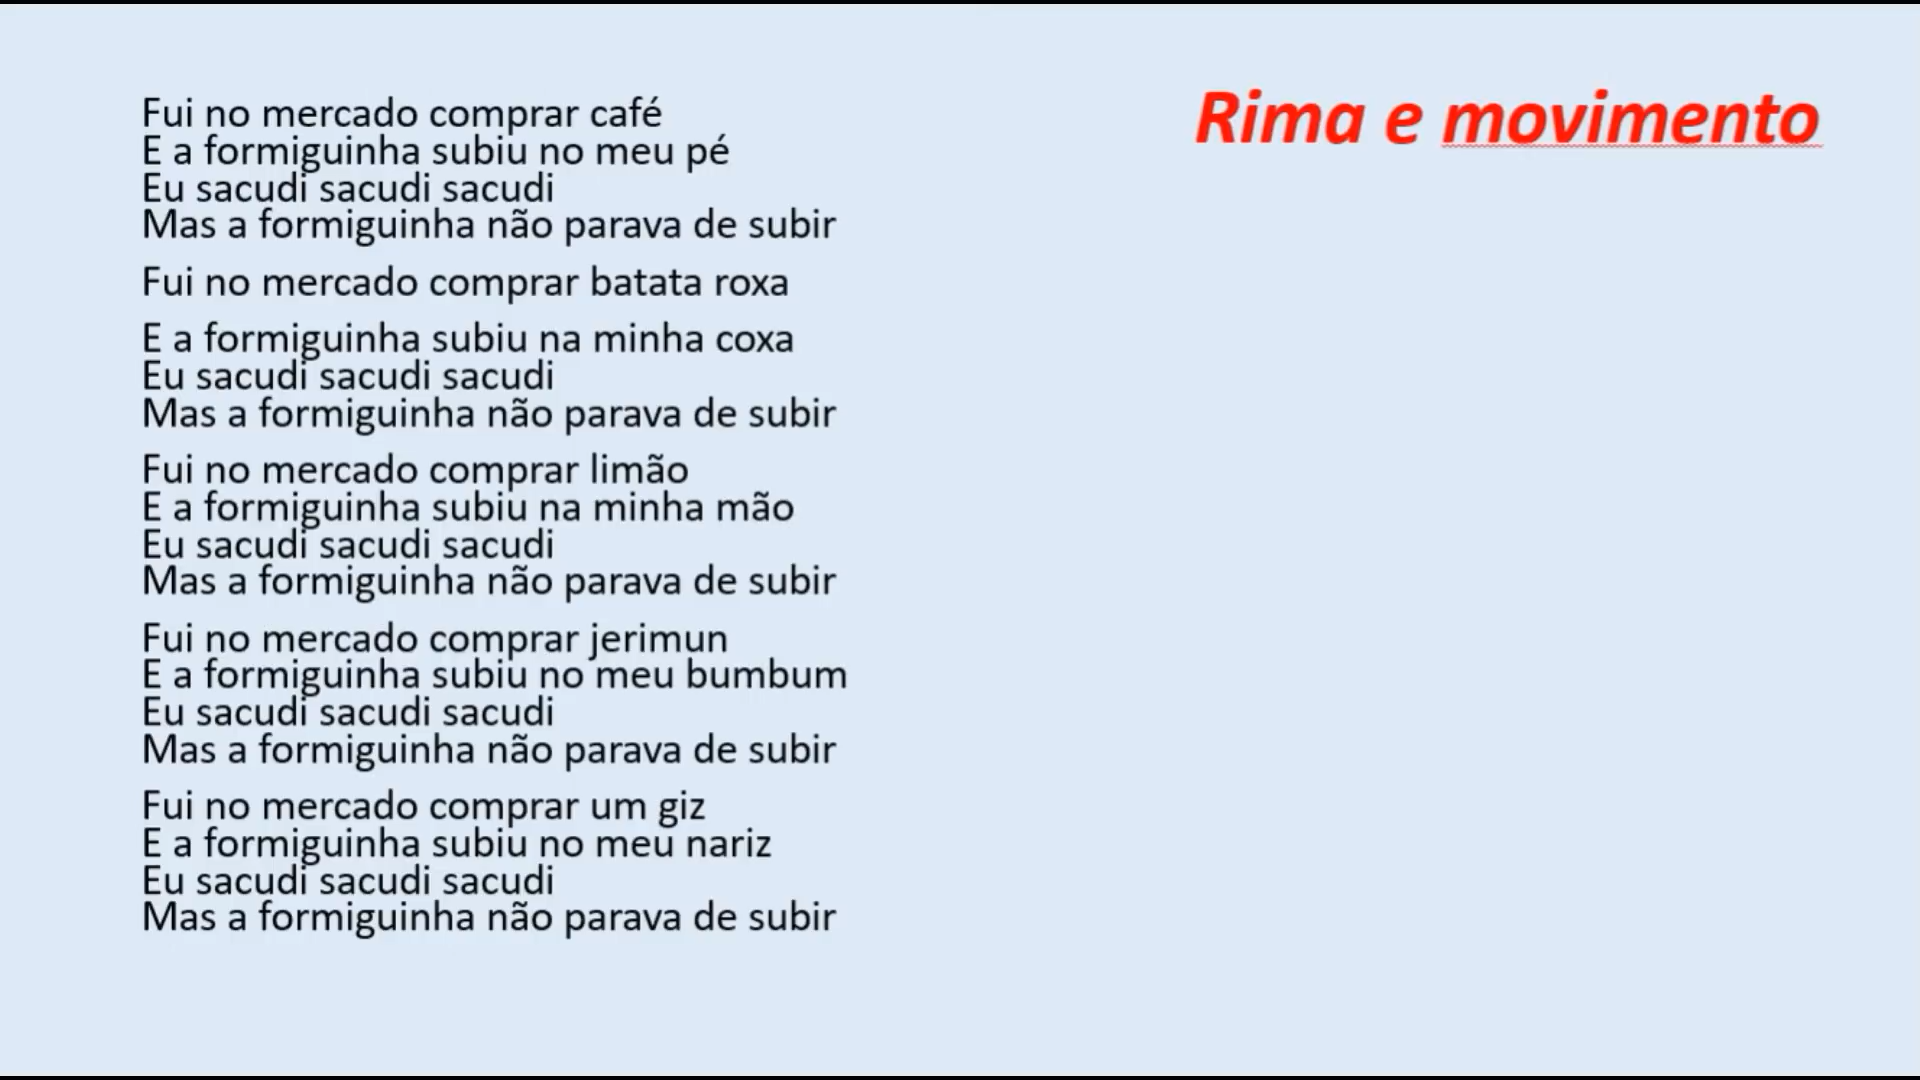 Rima e movimento
Fui no mercado comprar café
E a formiguinha subiu no meu pé
Eu sacudi sacudi sacudi
Mas a formiguinha não parava de subir
Fui no mercado comprar batata roxa
E a formiguinha subiu na minha coxa
Eu sacudi sacudi sacudi
Mas a formiguinha não parava de subir
Fui no mercado comprar limão
E a formiguinha subiu na minha mão
Eu sacudi sacudi sacudi
Mas a formiguinha não parava de subir
Fui no mercado comprar jerimun
E a formiguinha subiu no meu bumbum
Eu sacudi sacudi sacudi
Mas a formiguinha não parava de subir
Fui no mercado comprar um giz
E a formiguinha subiu no meu nariz
Eu sacudi sacudi sacudi
Mas a formiguinha não parava de subir